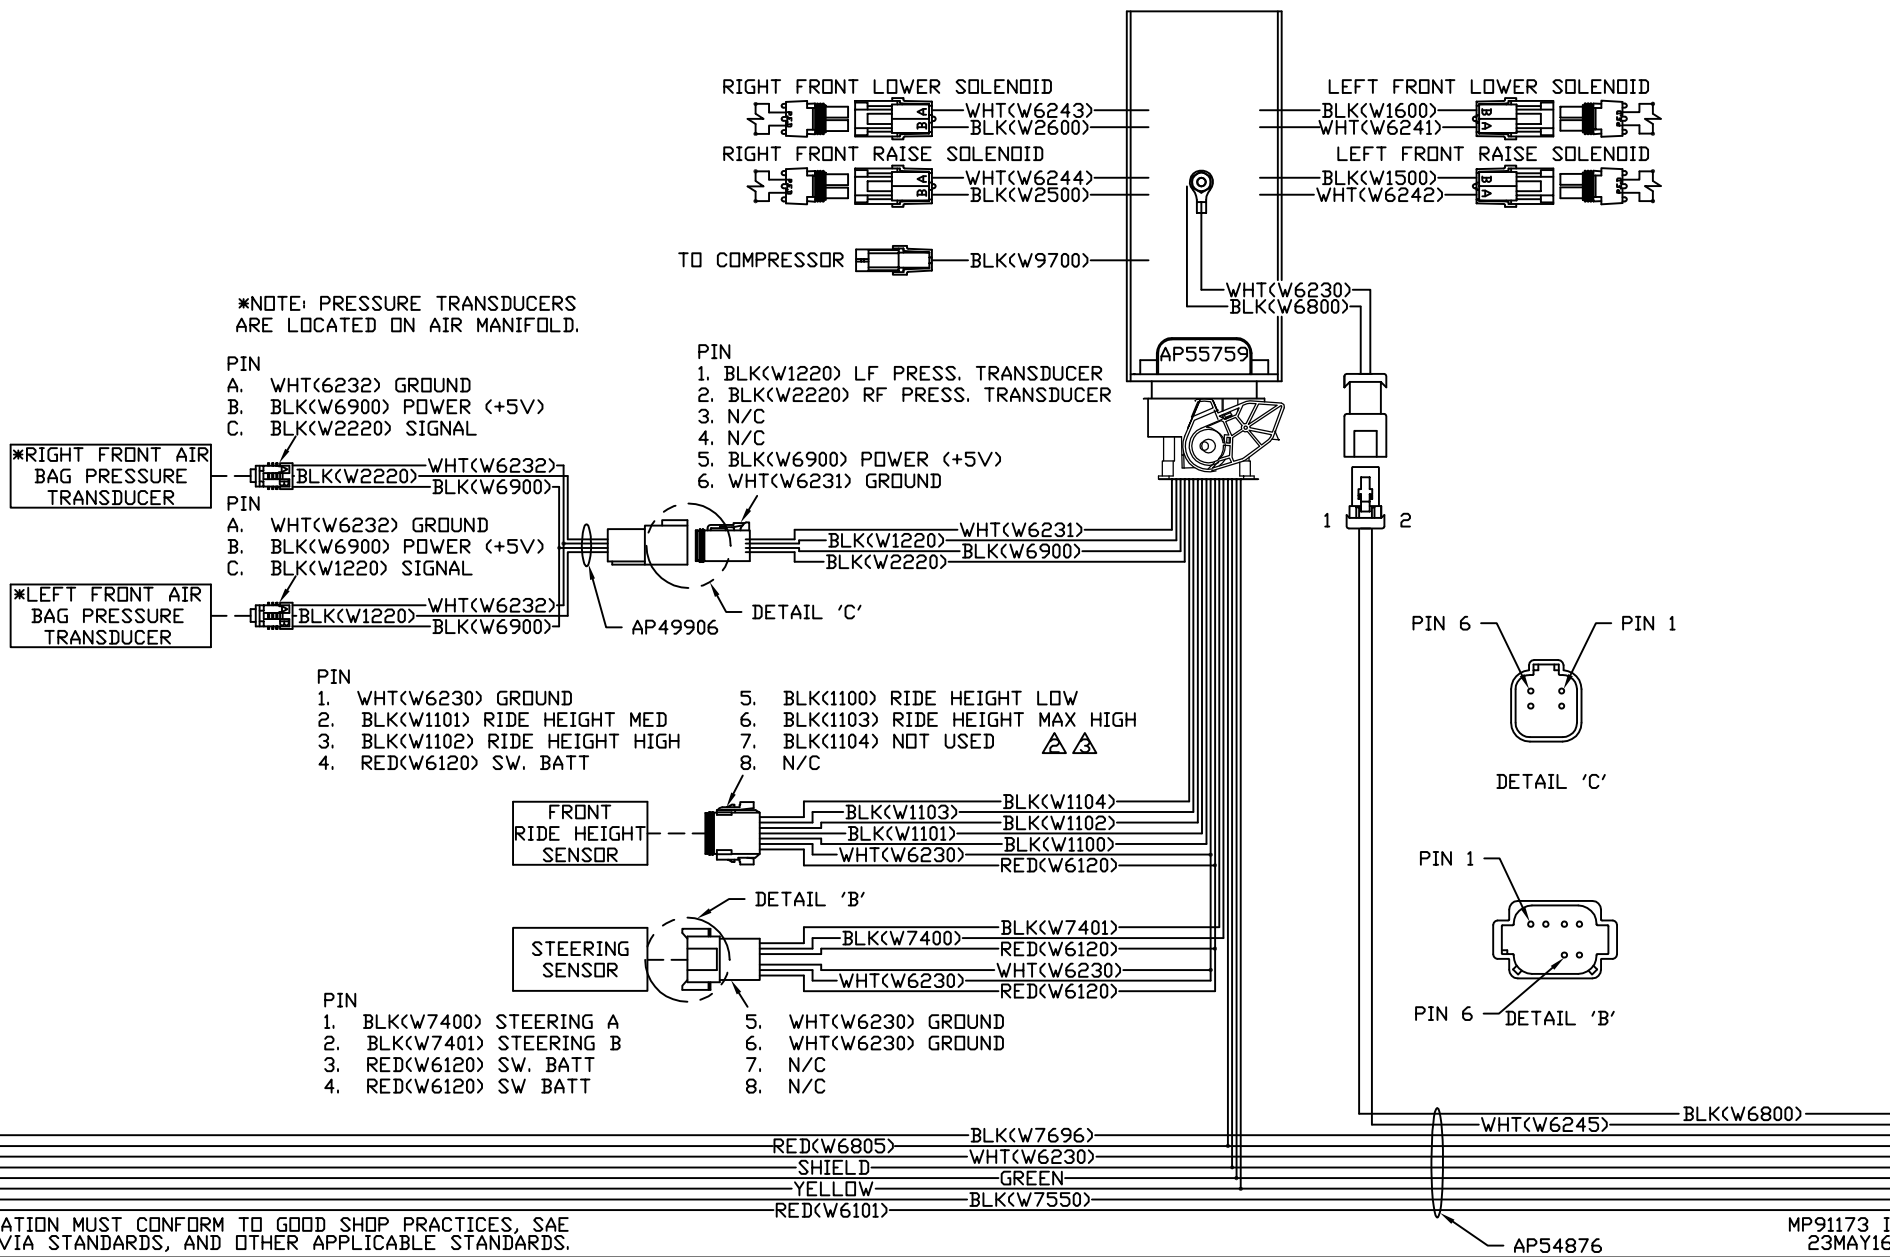 RIGHT FRONT LOWER SOLENOID
WHT(W6243)
BLK(W2600)
A
B
RIGHT FRONT RAISE SOLENOID
WHT(W6244)
BLK(W2500)
A
B
TO COMPRESSOR
BLK(W9700)
LEFT FRONT LOWER SOLENOID
BLK(W1600)
WHT(W6241)
B
A
LEFT FRONT RAISE SOLENOID
BLK(W1500)
WHT(W6242)
B
A
WHT(W6230)
BLK(W6800)
AP55759
1
2
*NOTE: PRESSURE TRANSDUCERS
ARE LOCATED ON AIR MANIFOLD.
PIN
A. WHT(6232) GROUND
B. BLK(W6900) POWER (+5V)
C. BLK(W2220) SIGNAL
*RIGHT FRONT AIR
BAG PRESSURE
TRANSDUCER
WHT(W6232)
BLK(W2220)
BLK(W6900)
PIN
A. WHT(W6232) GROUND
B. BLK(W6900) POWER (+5V)
C. BLK(W1220) SIGNAL
*LEFT FRONT AIR
BAG PRESSURE
TRANSDUCER
WHT(W6232)
BLK(W1220)
BLK(W6900)
AP49906
PIN
1. BLK(W1220) LF PRESS. TRANSDUCER
2. BLK(W2220) RF PRESS. TRANSDUCER
3. N/C
4. N/C
5. BLK(W6900) POWER (+5V)
6. WHT(W6231) GROUND
WHT(W6231)
BLK(W1220)
BLK(W6900)
BLK(W2220)
DETAIL 'C'
PIN
1. WHT(W6230) GROUND
2. BLK(W1101) RIDE HEIGHT MED
3. BLK(W1102) RIDE HEIGHT HIGH
4. RED(W6120) SW. BATT
5. BLK(1100) RIDE HEIGHT LOW
6. BLK(1103) RIDE HEIGHT MAX HIGH
7. BLK(1104) NOT USED 2 3
8. N/C
FRONT
RIDE HEIGHT
SENSOR
BLK(W1104)
BLK(W1103)
BLK(W1102)
BLK(W1101)
BLK(W1100)
WHT(W6230)
RED(W6120)
DETAIL 'B'
STEERING
SENSOR
BLK(W7401)
BLK(W7400)
RED(W6120)
WHT(W6230)
WHT(W6230)
RED(W6120)
PIN
1. BLK(W7400) STEERING A
2. BLK(W7401) STEERING B
3. RED(W6120) SW. BATT
4. RED(W6120) SW BATT
5. WHT(W6230) GROUND
6. WHT(W6230) GROUND
7. N/C
8. N/C
PIN 6
PIN 1
DETAIL 'C'
PIN 1
PIN 6
DETAIL 'B'
BLK(W6800)
WHT(W6245)
BLK(W7696)
RED(W6805)
WHT(W6230)
SHIELD
GREEN
YELLOW
BLK(W7550)
RED(W6101)
AP54876
ATION MUST CONFORM TO GOOD SHOP PRACTICES, SAE
VIA STANDARDS, AND OTHER APPLICABLE STANDARDS.
MP91173 I
23MAY16